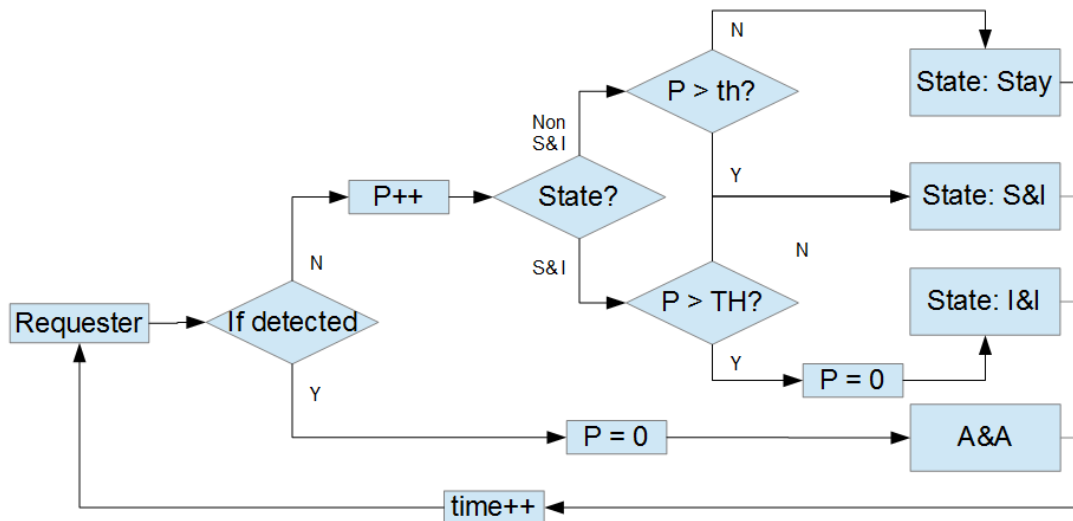 N
P > th?
State: Stay
Non
S&I
P++
State?
Y
State: S&I
S&I
N
N
P > TH?
State: I&I
Requester
If detected
Y
P = 0
Y
P = 0
A&A
time++